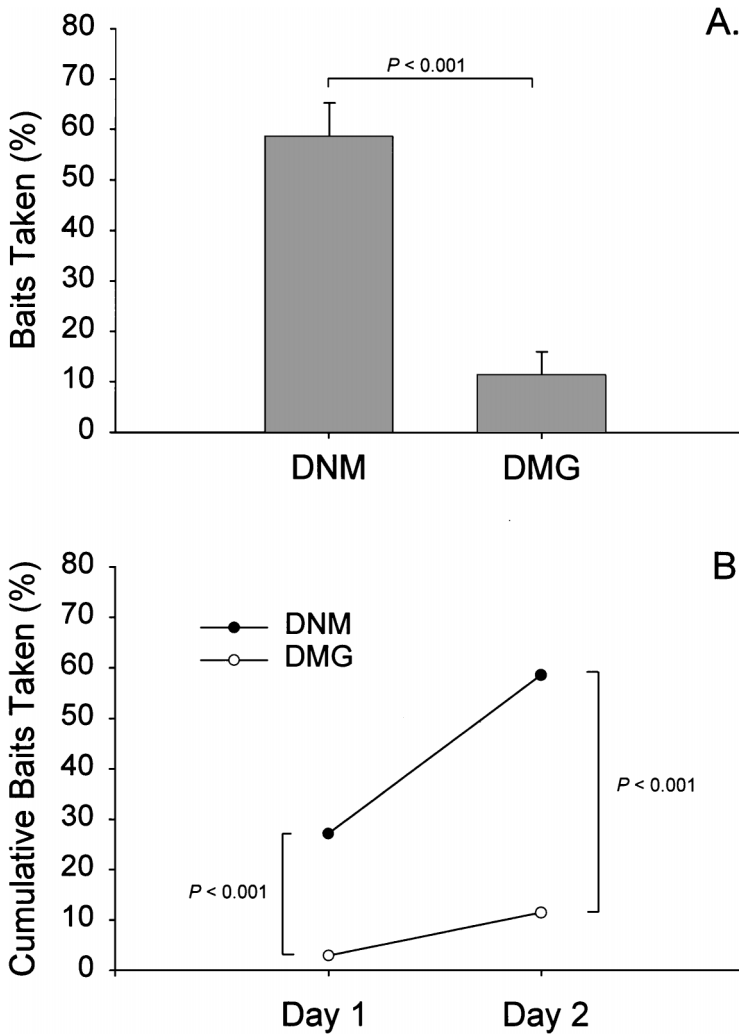 A.
Baits Taken (%)
80
70
60
50
40
30
20
10
0
P < 0.001
DNM
DMG
B
Cumulative Baits Taken (%)
80
70
60
50
40
30
20
10
0
DNM
DMG
P < 0.001
P < 0.001
Day 1
Day 2